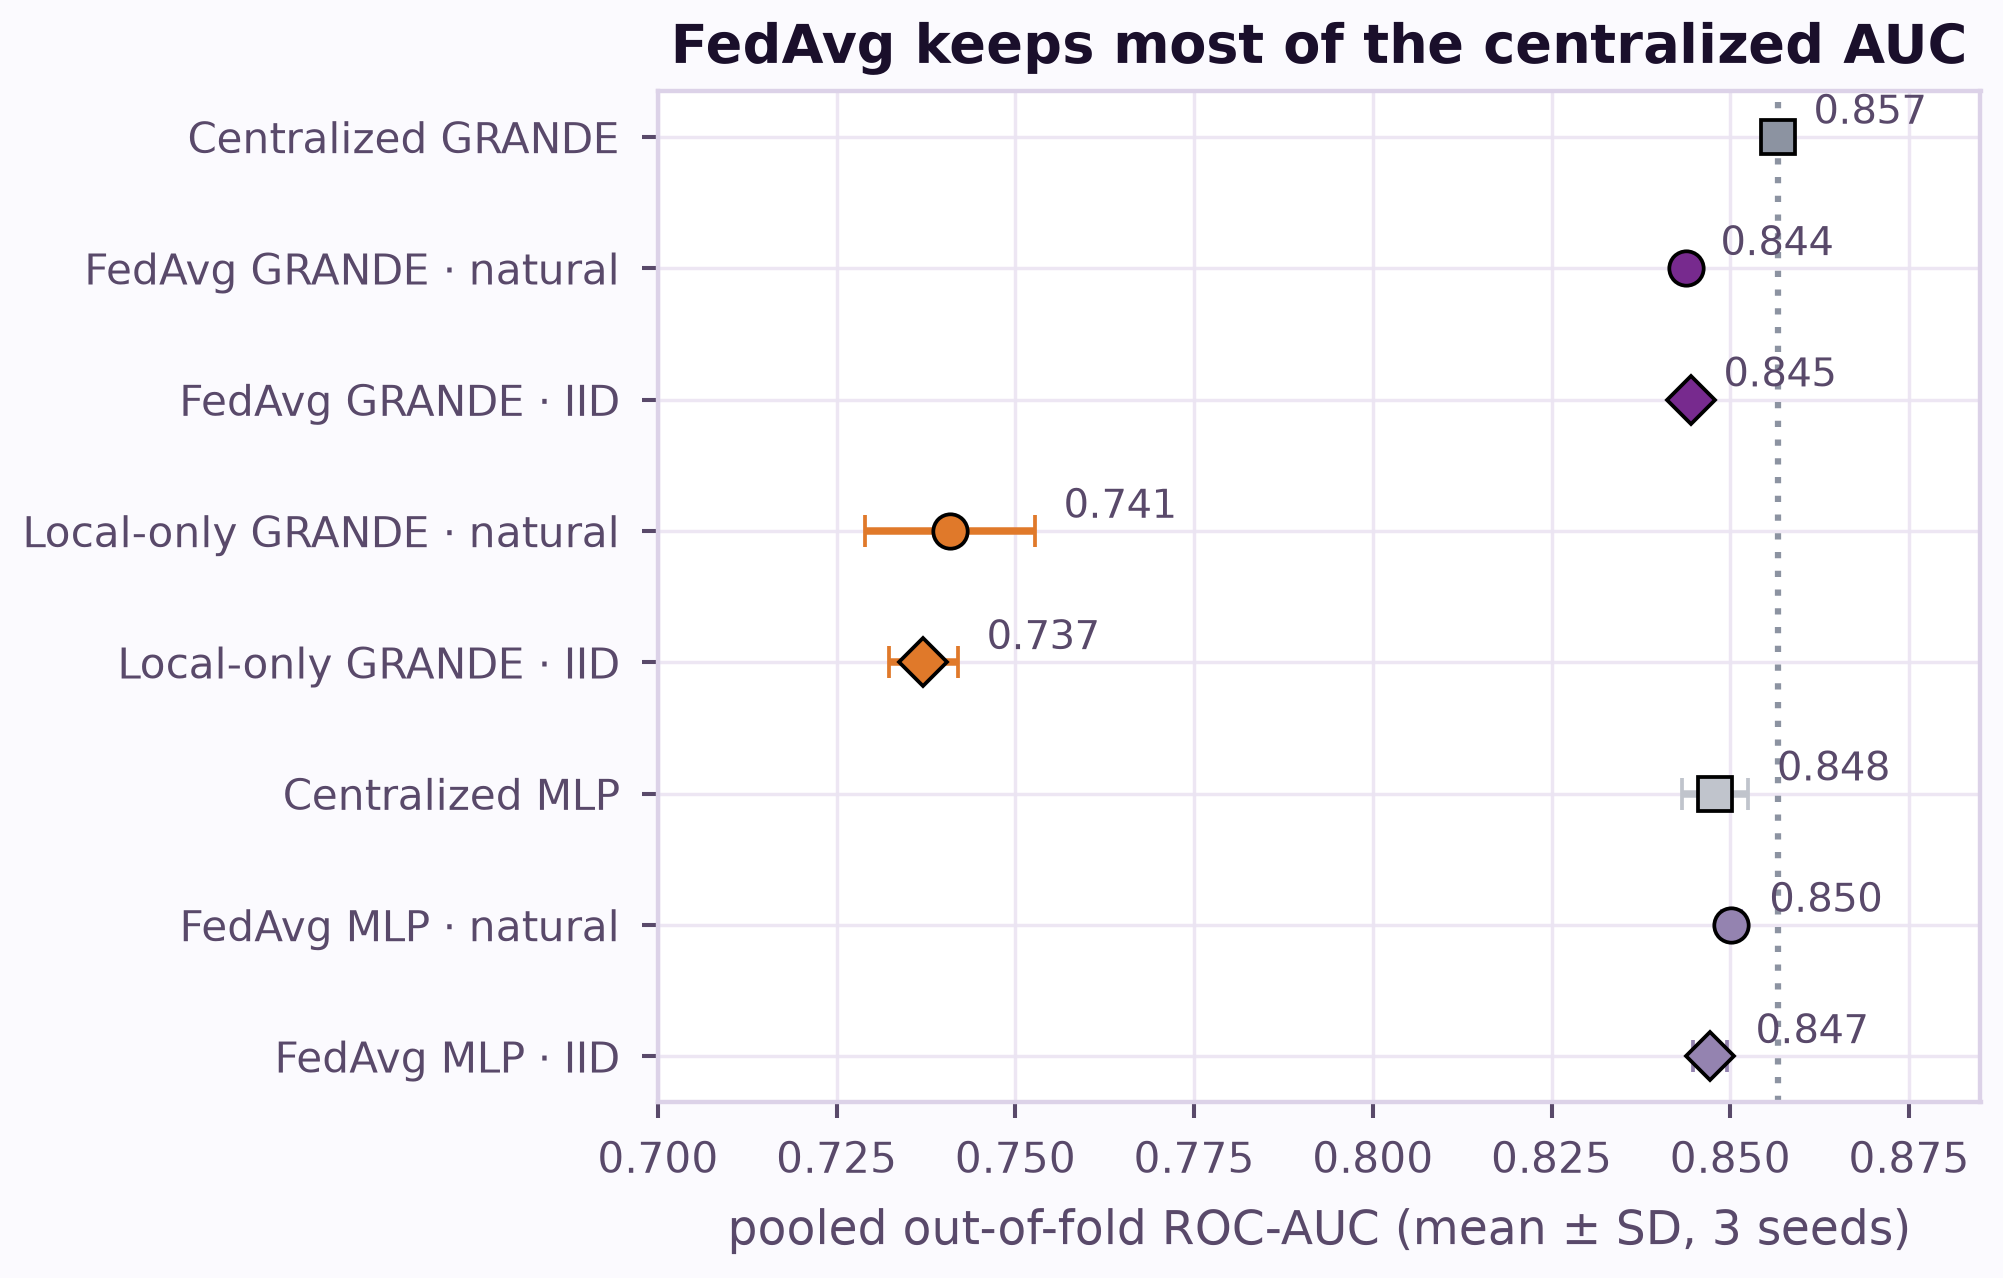 FedAvg keeps most of the centralized AUC
Centralized GRANDE
0.857
FedAvg GRANDE · natural
0.844
FedAvg GRANDE · IID
0.845
Local-only GRANDE · natural
0.741
Local-only GRANDE · IID
0.737
Centralized MLP
0.848
FedAvg MLP · natural
0.850
FedAvg MLP · IID
0.847
0.700 0.725 0.750 0.775 0.800 0.825 0.850 0.875
pooled out-of-fold ROC-AUC (mean ± SD, 3 seeds)